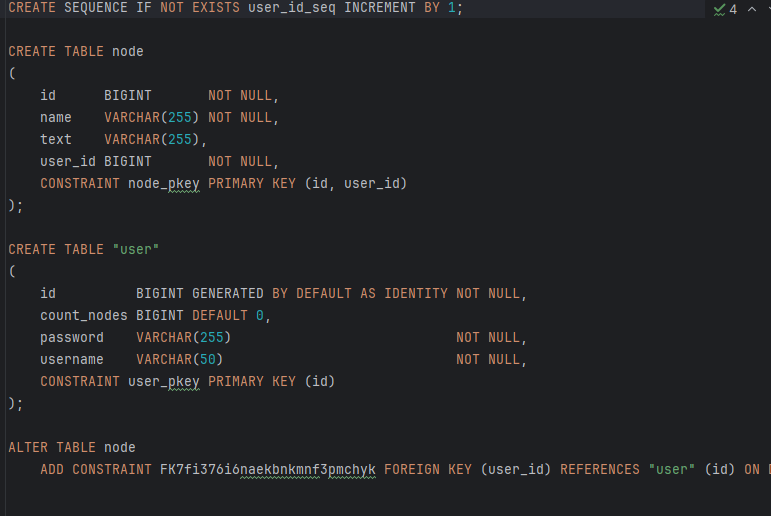 CREATE SEQUENCE IF NOT EXISTS user_id_seq INCREMENT BY 1;
4
CREATE TABLE node
(
    id      BIGINT       NOT NULL,
    name    VARCHAR(255) NOT NULL,
    text    VARCHAR(255),
    user_id BIGINT       NOT NULL,
    CONSTRAINT node_pkey PRIMARY KEY (id, user_id)
);
CREATE TABLE "user"
(
    id          BIGINT GENERATED BY DEFAULT AS IDENTITY NOT NULL,
    count_nodes BIGINT DEFAULT 0,
    password    VARCHAR(255)                            NOT NULL,
    username    VARCHAR(50)                             NOT NULL,
    CONSTRAINT user_pkey PRIMARY KEY (id)
);
ALTER TABLE node
    ADD CONSTRAINT FK7fi376i6naekbnkmnf3pmchyk FOREIGN KEY (user_id) REFERENCES "user" (id) ON